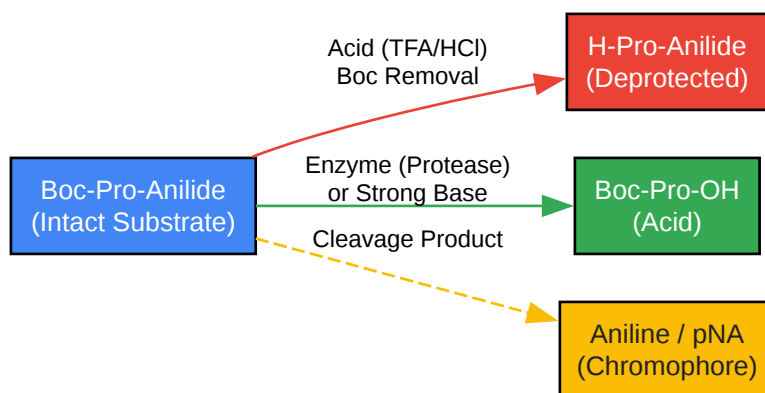 Acid (TFA/HCl)
Boc Removal
H-Pro-Anilide
(Deprotected)
Boc-Pro-Anilide
(Intact Substrate)
Enzyme (Protease)
or Strong Base
Boc-Pro-OH
(Acid)
Cleavage Product
Aniline / pNA
(Chromophore)